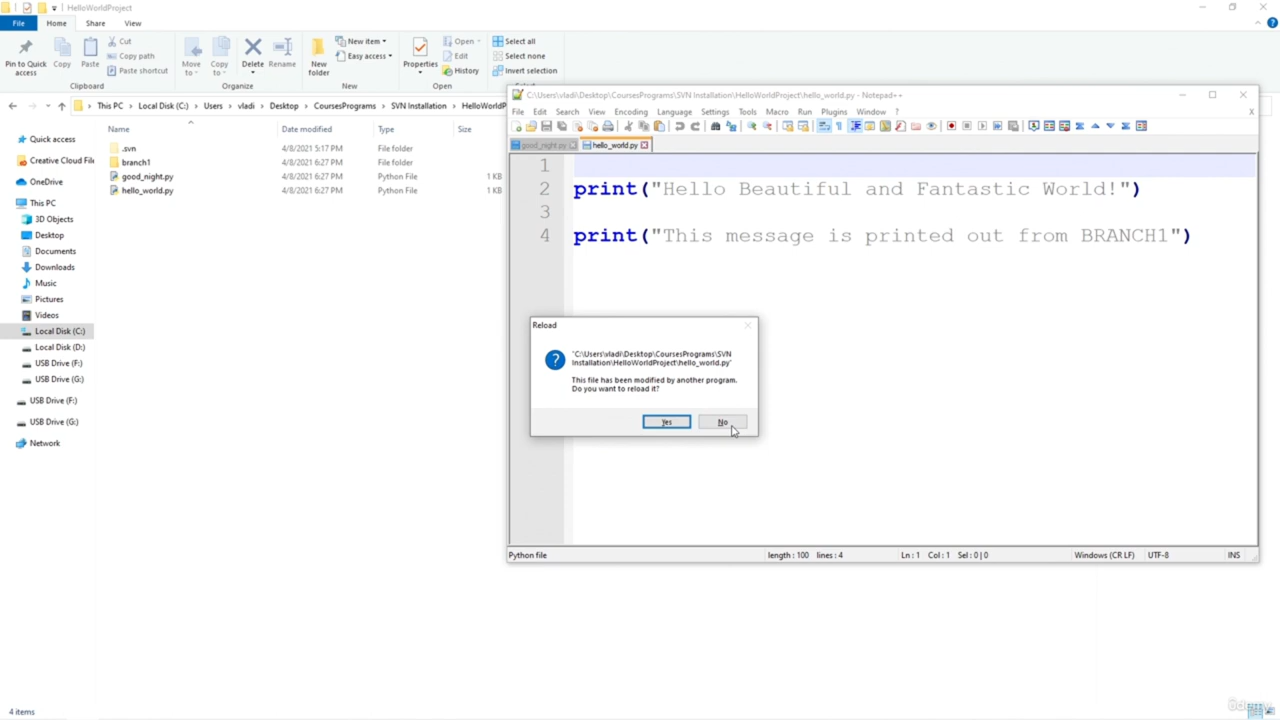 HelloWorldProject
File Home Share View
Pin to Quick access
Copy
Paste
Cut
Copy path
Paste shortcut
Clipboard
Move to
Copy to
Delete
Rename
Organize
New folder
New item
Easy access
New
Properties
Open
Edit
History
Open
Select all
Select none
Invert selection
This PC Local Disk (C:) Users vladi Desktop CoursesPrograms SVN Installation HelloWorldP
Name Date modified Type Size
.svn 4/8/2021 5:17 PM File folder
branch1 4/8/2021 6:27 PM File folder
good_night.py 4/8/2021 6:27 PM Python File 1 KB
hello_world.py 4/8/2021 6:27 PM Python File 1 KB
Quick access
Creative Cloud File
OneDrive
This PC
3D Objects
Desktop
Documents
Downloads
Music
Pictures
Videos
Local Disk (C:)
Local Disk (D:)
USB Drive (F:)
USB Drive (G:)
USB Drive (F:)
USB Drive (G:)
Network
4 items
C:\Users\vladi\Desktop\CoursesPrograms\SVN Installation\HelloWorldProject\hello_world.py - Notepad++
File Edit Search View Encoding Language Settings Tools Macro Run Plugins Window ? X
good_night.py hello_world.py
1
2 print("Hello Beautiful and Fantastic World!")
3
4 print("This message is printed out from BRANCH1")
Reload
"C:\Users\vladi\Desktop\CoursesPrograms\SVN
Installation\HelloWorldProject\hello_world.py"
This file has been modified by another program.
Do you want to reload it?
Yes No
Python file length : 100 lines : 4 Ln : 1 Col : 1 Sel : 0 | 0 Windows (CR LF) UTF-8 INS
ûdemy